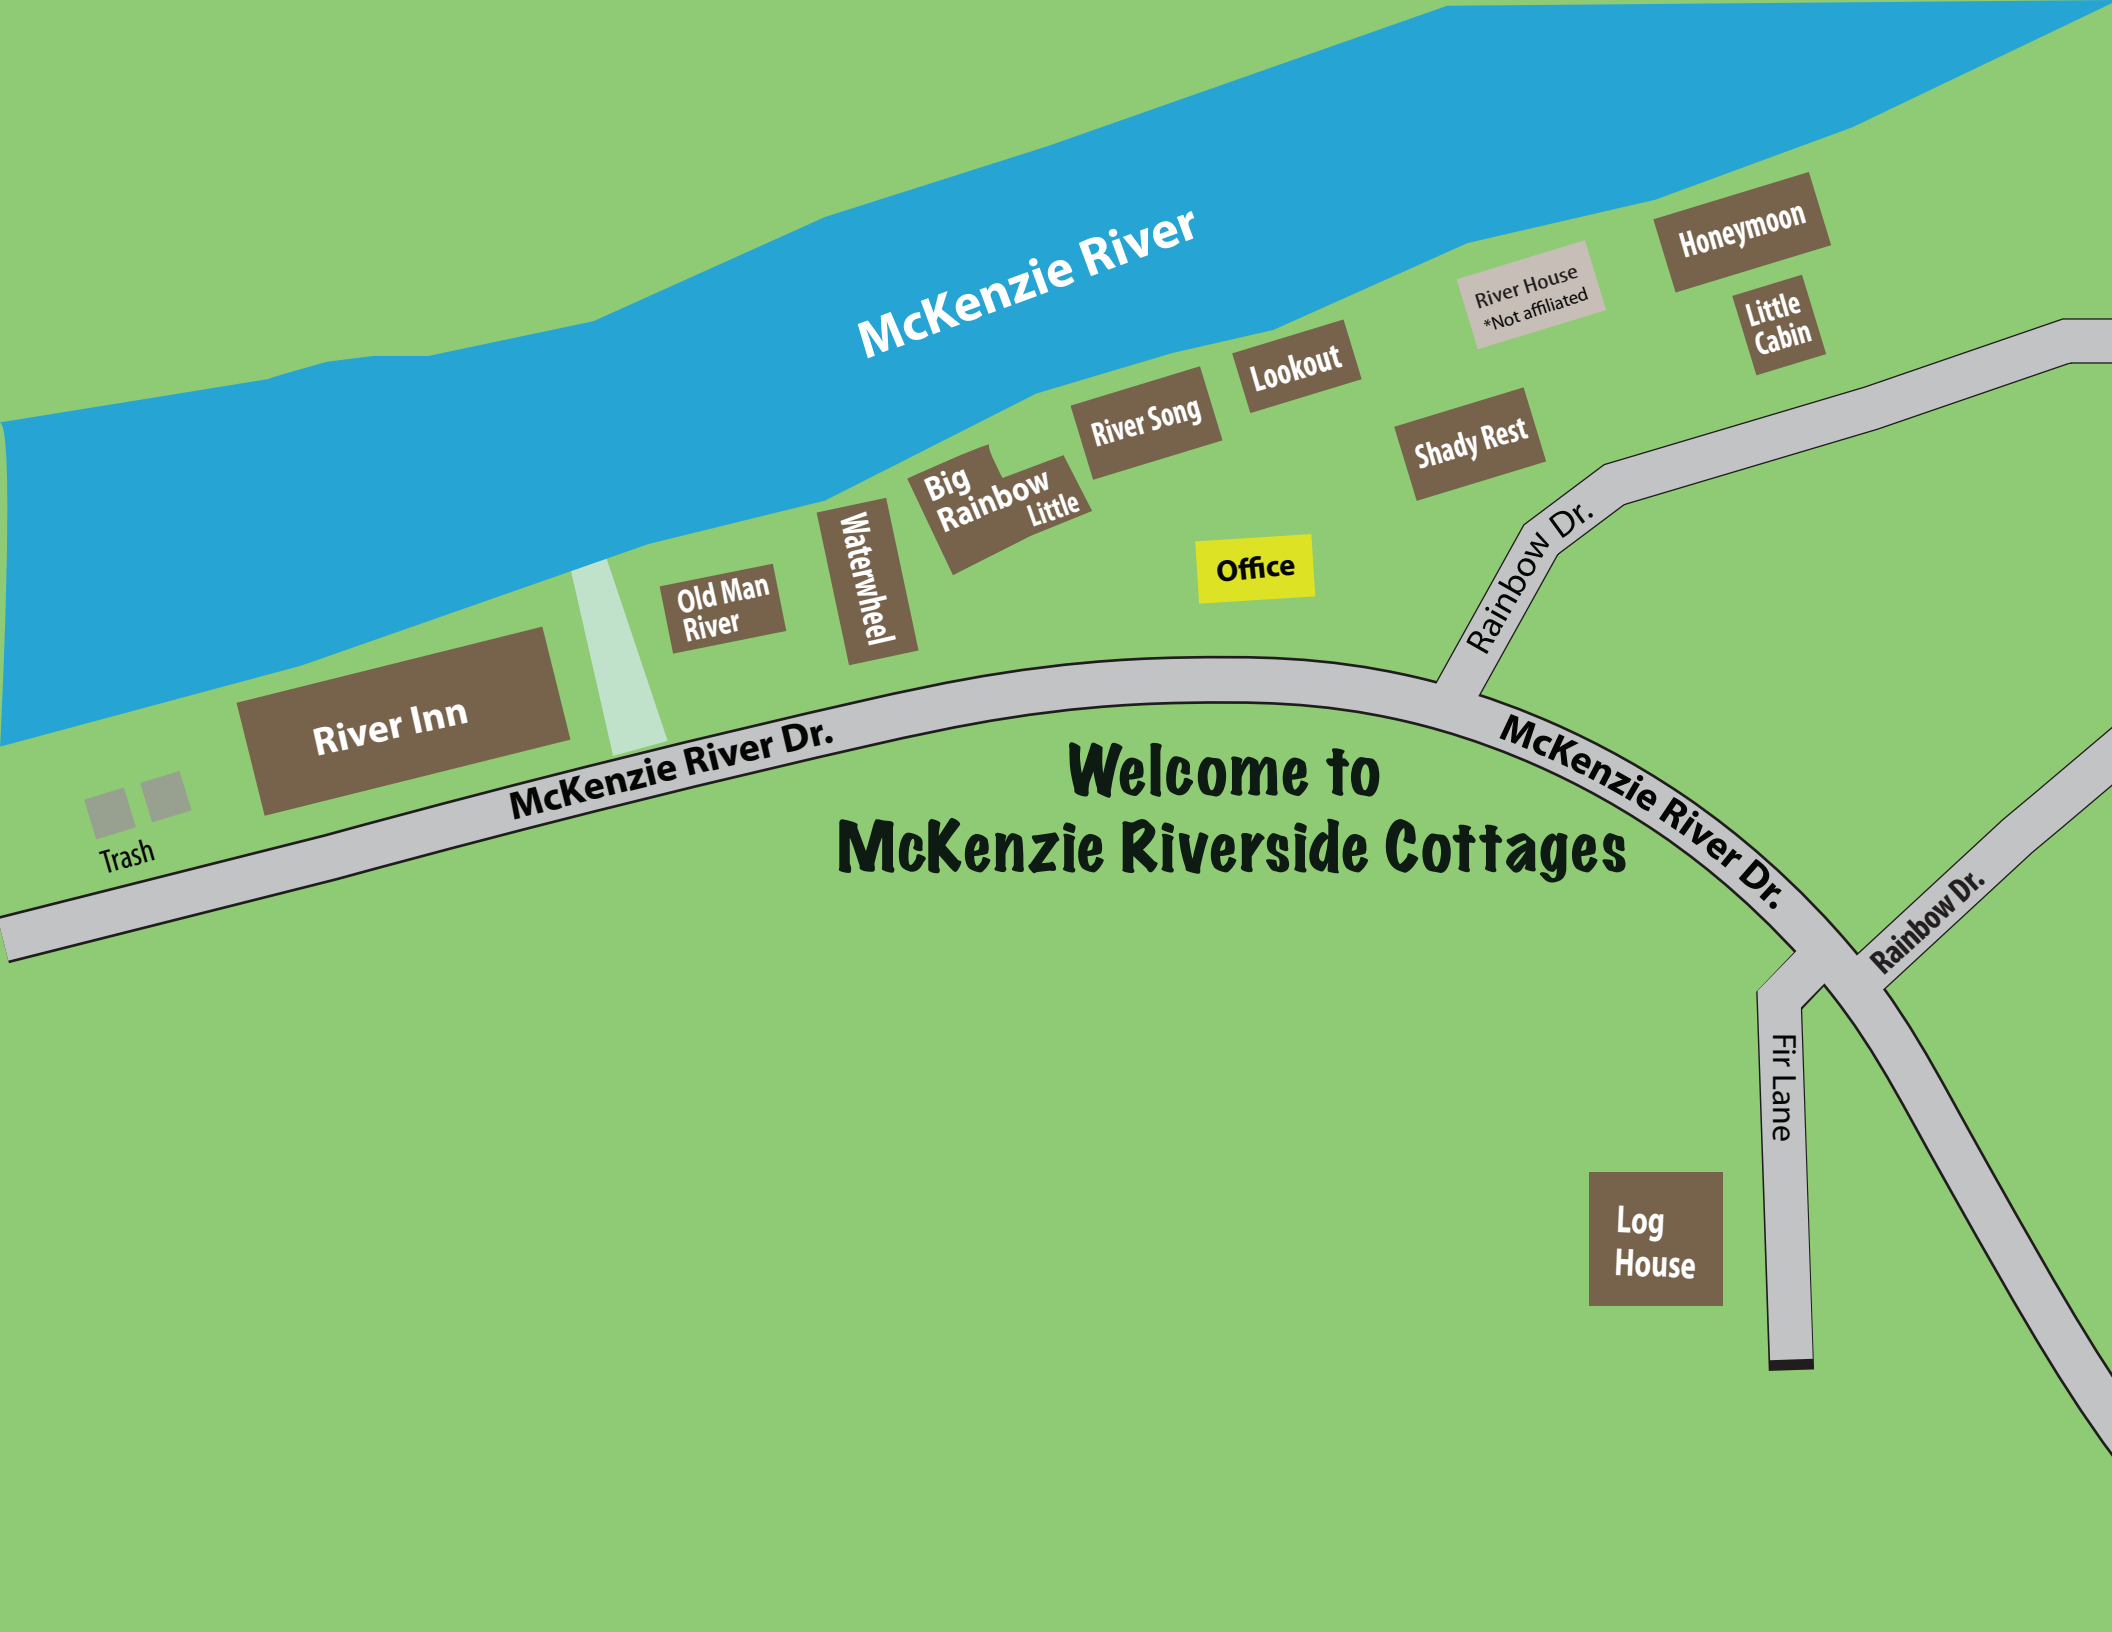 McKenzie River
Honeymoon
River House
*Not affiliated
Little
Cabin
Lookout
River Song
Shady Rest
Big
Rainbow
Little
Waterwheel
Office
Old Man
River
Rainbow Dr.
River Inn
McKenzie River Dr.
McKenzie River Dr.
Welcome to
McKenzie Riverside Cottages
Trash
Rainbow Dr.
Fir Lane
Log
House